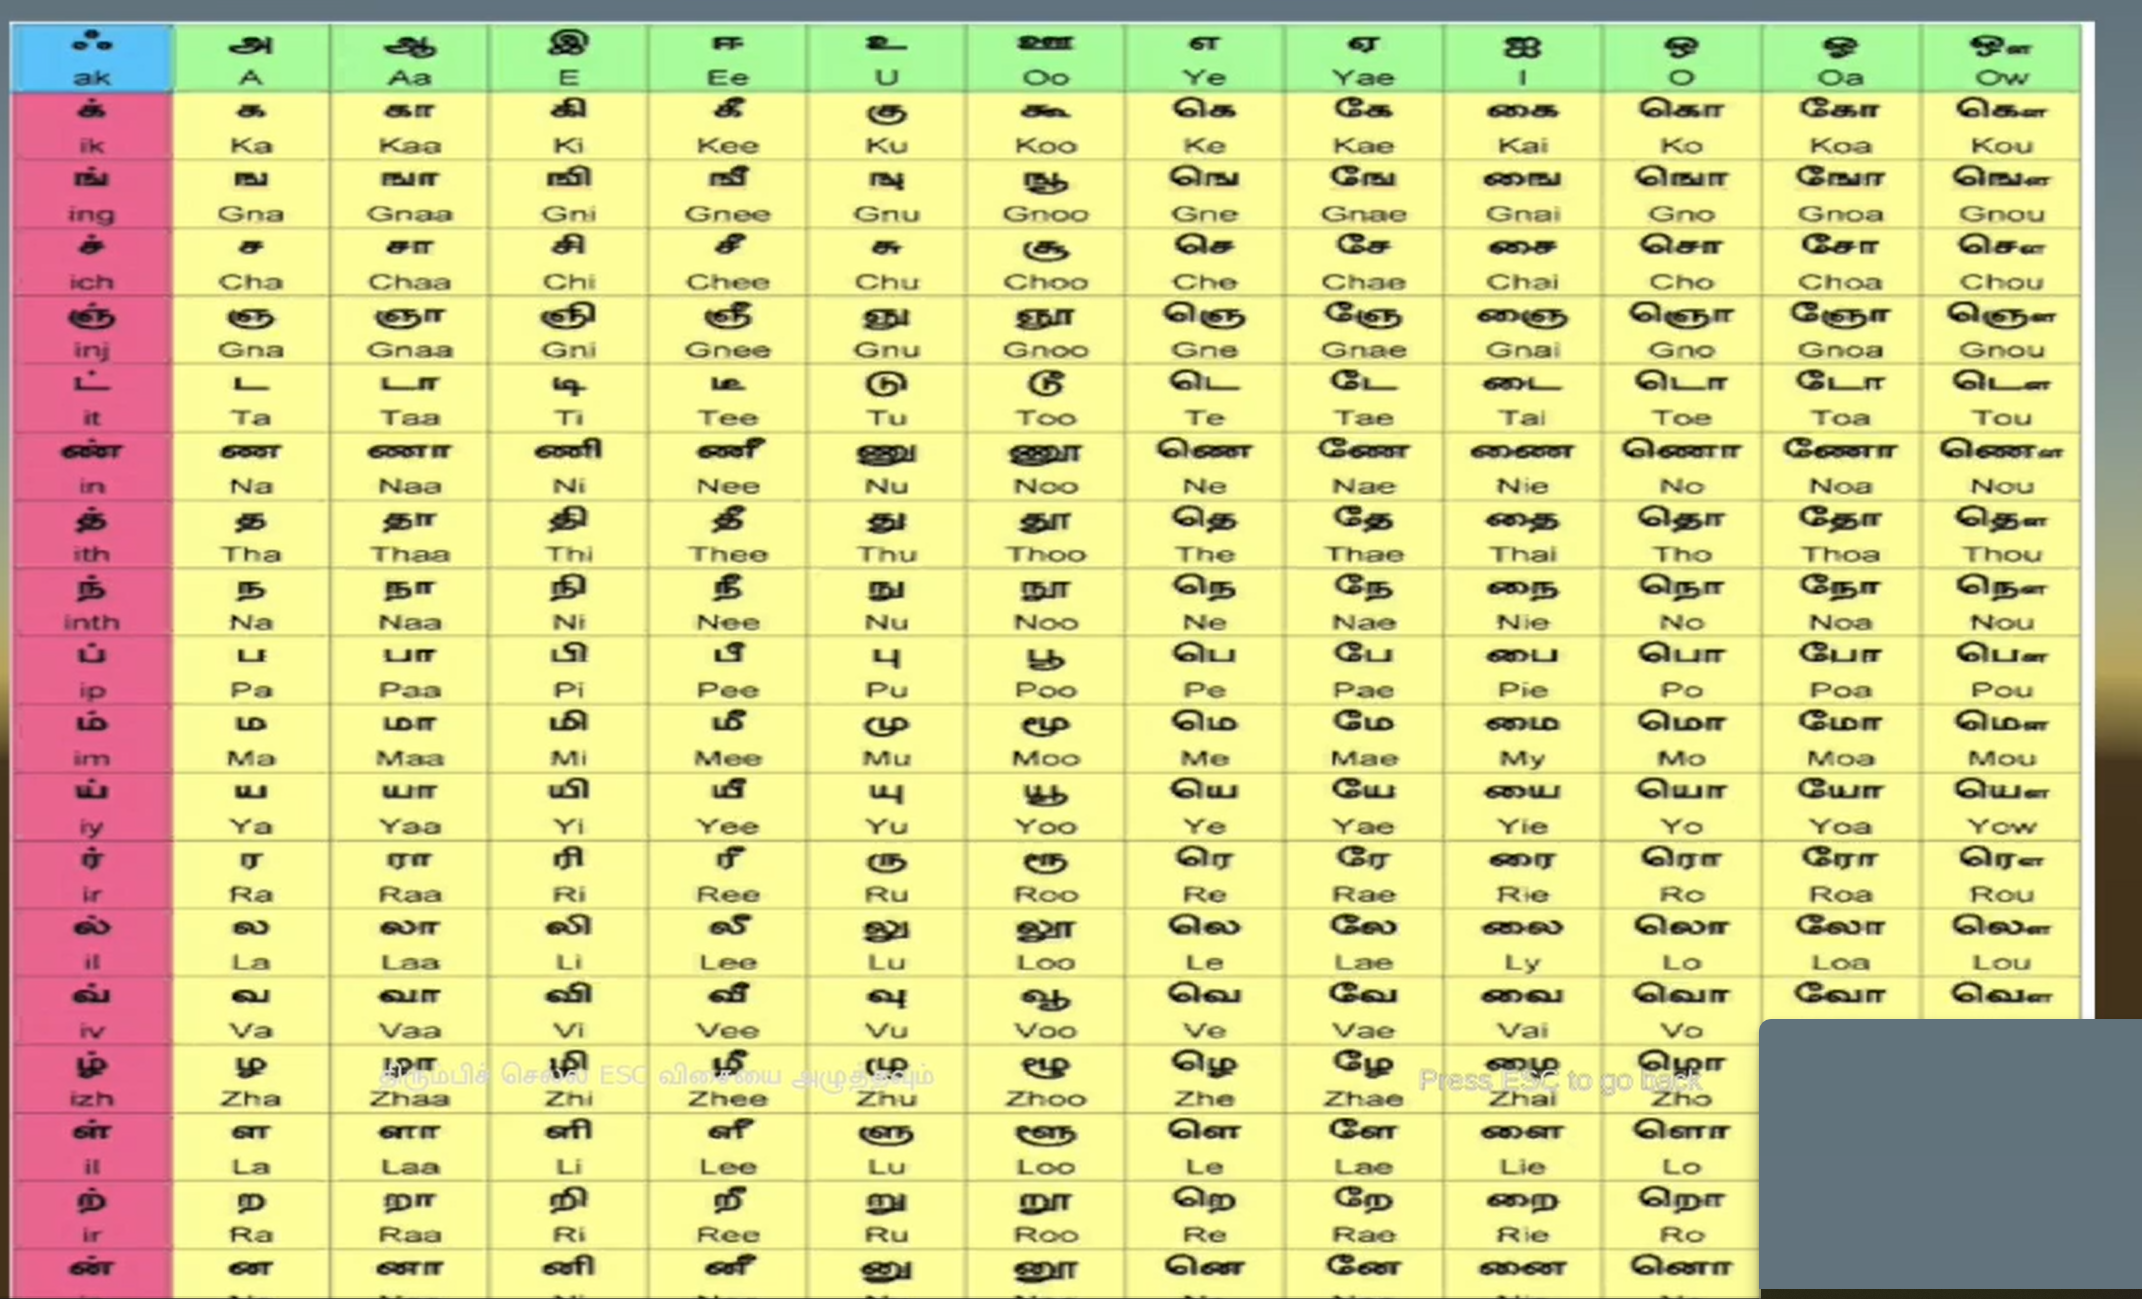 ஃ அ ஆ இ ஈ உ ஊ எ ஏ ஐ ஒ ஓ ஔ
ak A Aa E Ee U Oo Ye Yae I O Oa Ow
க் க கா கி கீ கு கூ கெ கே கை கொ கோ கௌ
ik Ka Kaa Ki Kee Ku Koo Ke Kae Kai Ko Koa Kou
ங் ங ஙா ஙி ஙீ ஙு ஙூ ஙெ ஙே ஙை ஙொ ஙோ ஙௌ
ing Gna Gnaa Gni Gnee Gnu Gnoo Gne Gnae Gnai Gno Gnoa Gnou
ச் ச சா சி சீ சு சூ செ சே சை சொ சோ சௌ
ich Cha Chaa Chi Chee Chu Choo Che Chae Chai Cho Choa Chou
ஞ் ஞ ஞா ஞி ஞீ ஞு ஞூ ஞெ ஞே ஞை ஞொ ஞோ ஞௌ
inj Gna Gnaa Gni Gnee Gnu Gnoo Gne Gnae Gnai Gno Gnoa Gnou
ட் ட டா டி டீ டு டூ டெ டே டை டொ டோ டௌ
it Ta Taa Ti Tee Tu Too Te Tae Tai Toe Toa Tou
ண் ண ணா ணி ணீ ணு ணூ ணெ ணே ணை ணொ ணோ ணௌ
in Na Naa Ni Nee Nu Noo Ne Nae Nie No Noa Nou
த் த தா தி தீ து தூ தெ தே தை தொ தோ தௌ
ith Tha Thaa Thi Thee Thu Thoo The Thae Thai Tho Thoa Thou
ந் ந நா நி நீ நு நூ நெ நே நை நொ நோ நௌ
inth Na Naa Ni Nee Nu Noo Ne Nae Nie No Noa Nou
ப் ப பா பி பீ பு பூ பெ பே பை பொ போ பௌ
ip Pa Paa Pi Pee Pu Poo Pe Pae Pie Po Poa Pou
ம் ம மா மி மீ மு மூ மெ மே மை மொ மோ மௌ
im Ma Maa Mi Mee Mu Moo Me Mae My Mo Moa Mou
ய் ய யா யி யீ யு யூ யெ யே யை யொ யோ யௌ
iy Ya Yaa Yi Yee Yu Yoo Ye Yae Yie Yo Yoa Yow
ர் ர ரா ரி ரீ ரு ரூ ரெ ரே ரை ரொ ரோ ரௌ
ir Ra Raa Ri Ree Ru Roo Re Rae Rie Ro Roa Rou
ல் ல லா லி லீ லு லூ லெ லே லை லொ லோ லௌ
il La Laa Li Lee Lu Loo Le Lae Ly Lo Loa Lou
வ் வ வா வி வீ வு வூ வெ வே வை வொ வோ வௌ
iv Va Vaa Vi Vee Vu Voo Ve Vae Vai Vo
ழ் ழ ழா ழி ழீ ழு ழூ ழெ ழே ழை ழொ
திரும்பிச் செல்ல ESC விசையை அழுத்தவும் Press ESC to go back
izh Zha Zhaa Zhi Zhee Zhu Zhoo Zhe Zhae Zhai Zho
ள் ள ளா ளி ளீ ளு ளூ ளெ ளே ளை ளொ
il La Laa Li Lee Lu Loo Le Lae Lie Lo
ற் ற றா றி றீ று றூ றெ றே றை றொ
ir Ra Raa Ri Ree Ru Roo Re Rae Rie Ro
ன் ன னா னி னீ னு னூ னெ னே னை னொ